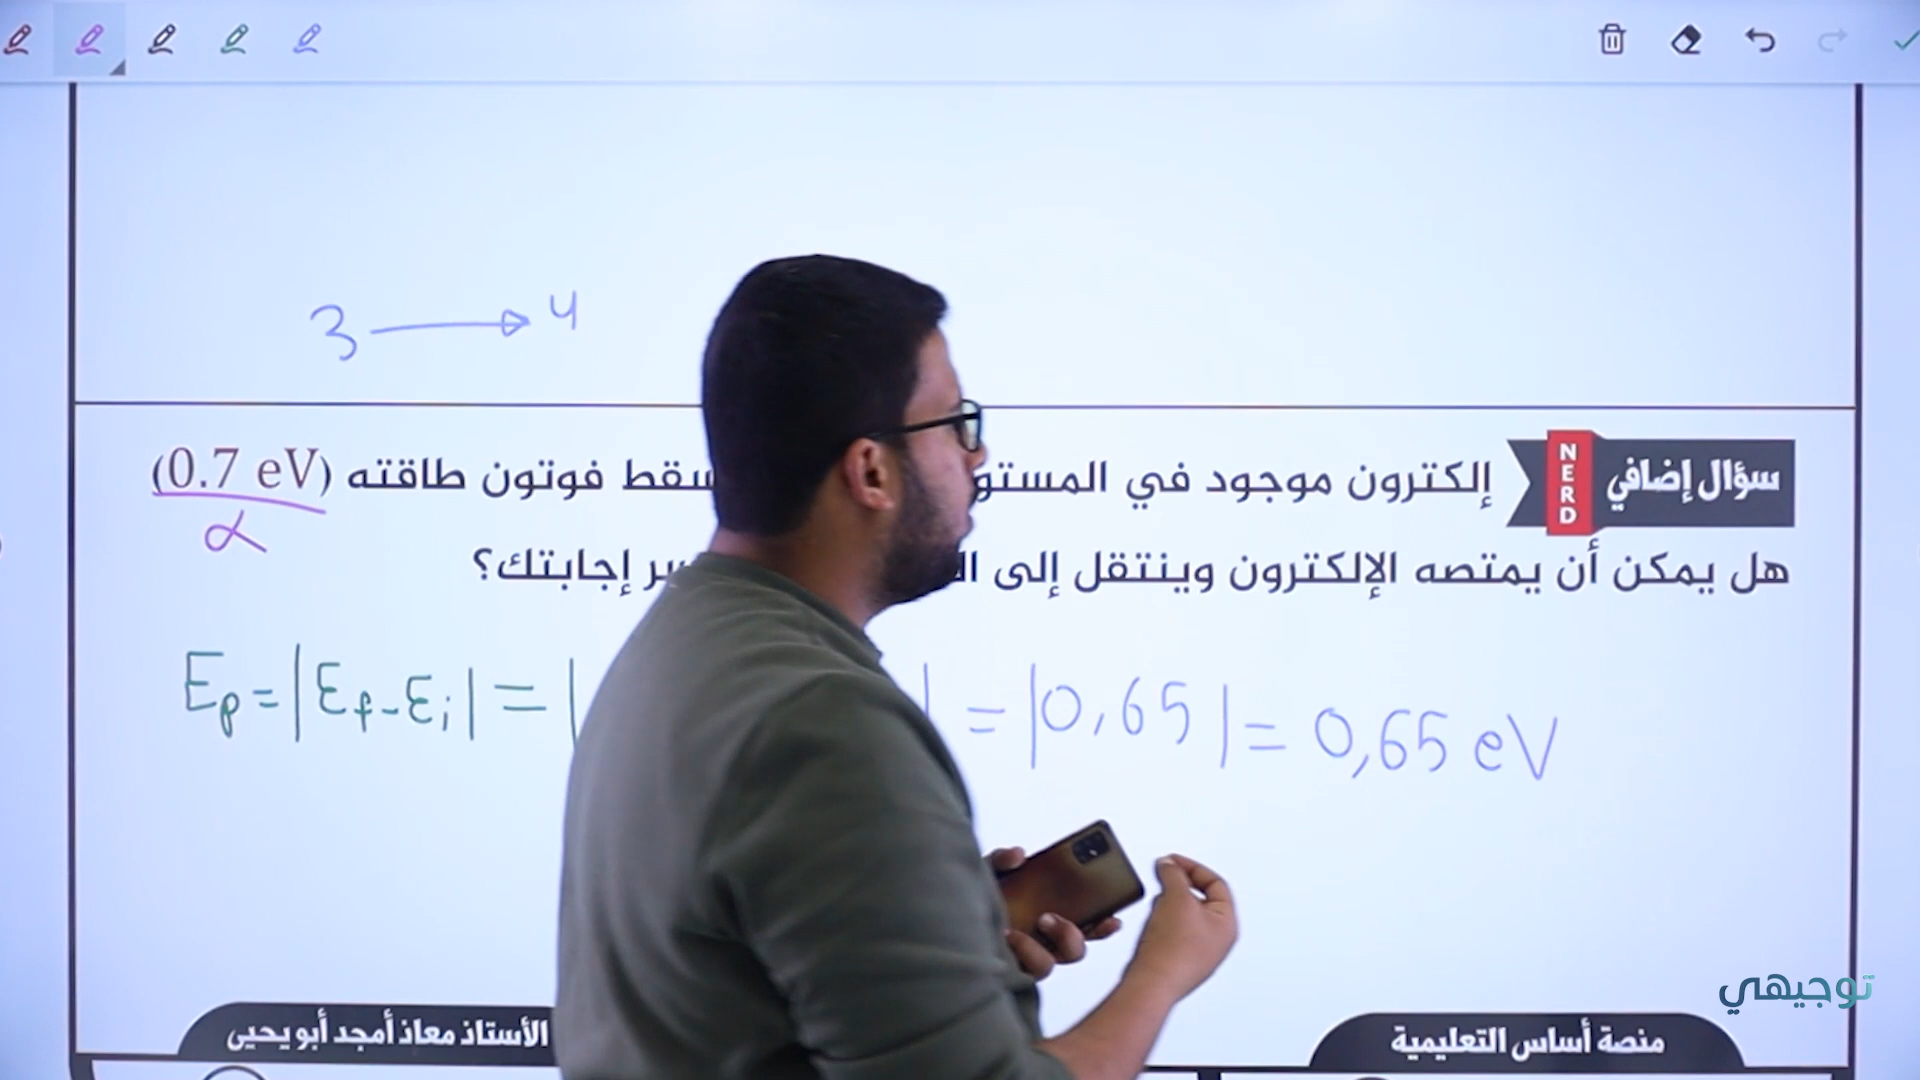 3 → 4
سؤال إضافي
NERD
إلكترون موجود في المستو سقط فوتون طاقته (0.7 eV)
α
هل يمكن أن يمتصه الإلكترون وينتقل إلى ال سر إجابتك؟
Ep = |Ef - Ei| = | | = |0,65| = 0,65 eV
توجيهي
منصة أساس التعليمية
الأستاذ معاذ أمجد أبو يحيى